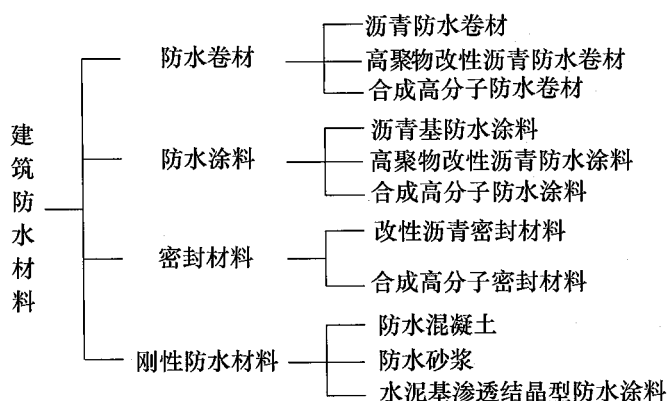 建筑防水材料
防水卷材
沥青防水卷材
高聚物改性沥青防水卷材
合成高分子防水卷材
防水涂料
沥青基防水涂料
高聚物改性沥青防水涂料
合成高分子防水涂料
密封材料
改性沥青密封材料
合成高分子密封材料
刚性防水材料
防水混凝土
防水砂浆
水泥基渗透结晶型防水涂料